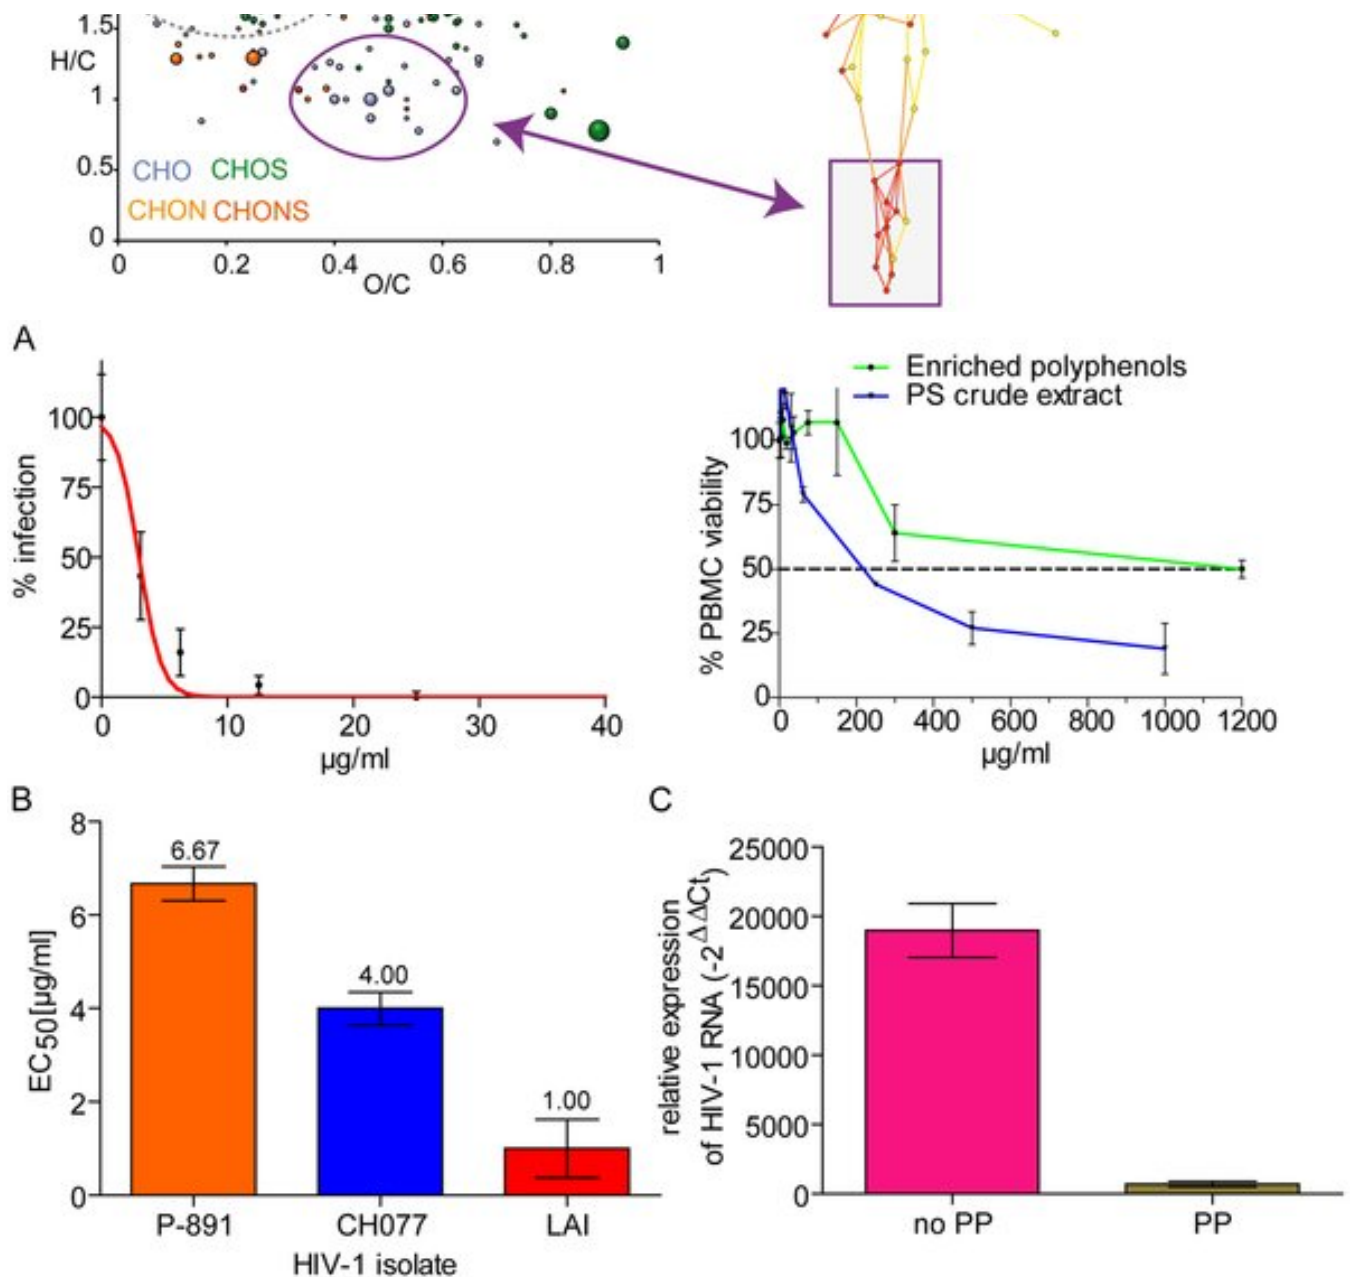 1.5
H/C
1
0.5
0
CHO CHOS
CHON CHONS
0 0.2 0.4 0.6 0.8 1
O/C
A
% infection
100
75
50
25
0
0 10 20 30 40
µg/ml
Enriched polyphenols
PS crude extract
% PBMC viability
100
75
50
25
0
0 200 400 600 800 1000 1200
µg/ml
B
EC50[µg/ml]
8
6
4
2
0
6.67
4.00
1.00
P-891 CH077 LAI
HIV-1 isolate
C
relative expression
of HIV-1 RNA (-2ΔΔCt)
25000
20000
15000
10000
5000
0
no PP PP